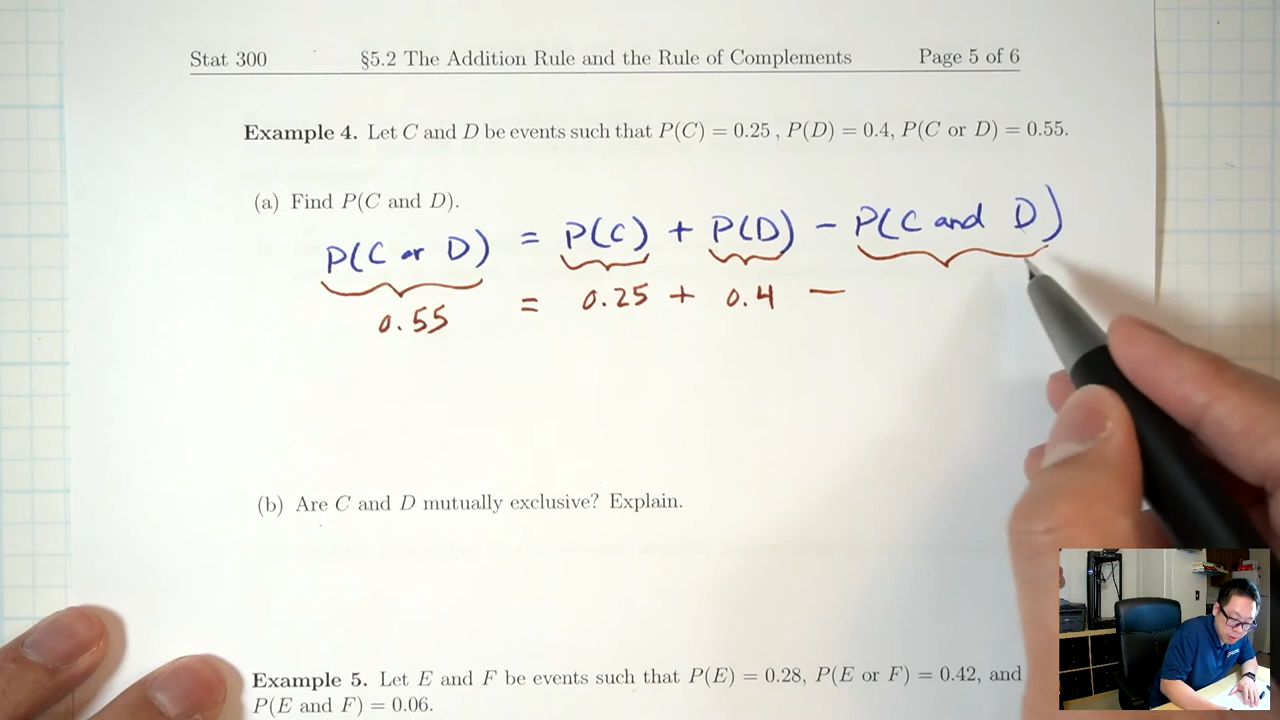 Stat 300 §5.2 The Addition Rule and the Rule of Complements Page 5 of 6
Example 4. Let C and D be events such that P(C) = 0.25 , P(D) = 0.4, P(C or D) = 0.55.
(a) Find P(C and D).
P(C or D) = P(C) + P(D) − P(C and D)
0.55 = 0.25 + 0.4 −
(b) Are C and D mutually exclusive? Explain.
Example 5. Let E and F be events such that P(E) = 0.28, P(E or F) = 0.42, and
P(E and F) = 0.06.